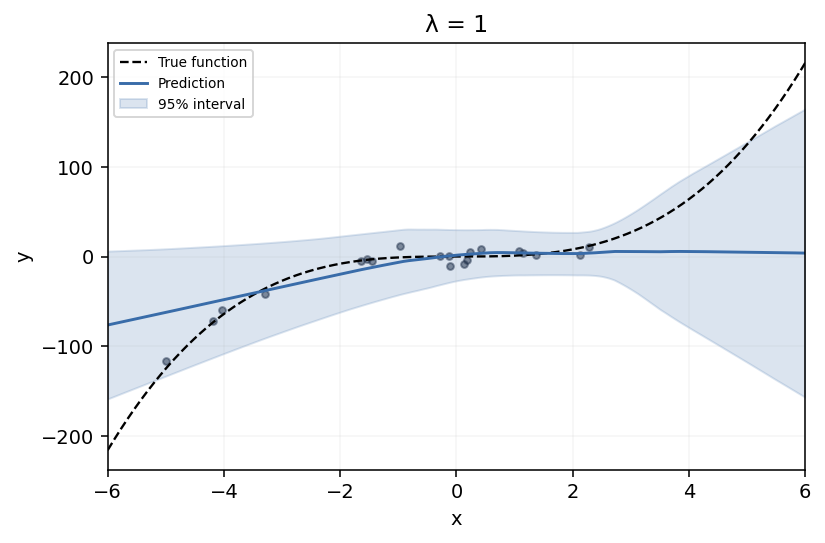 λ = 1
True function
Prediction
95% interval
200
100
0
−100
−200
y
−6
−4
−2
0
2
4
6
x